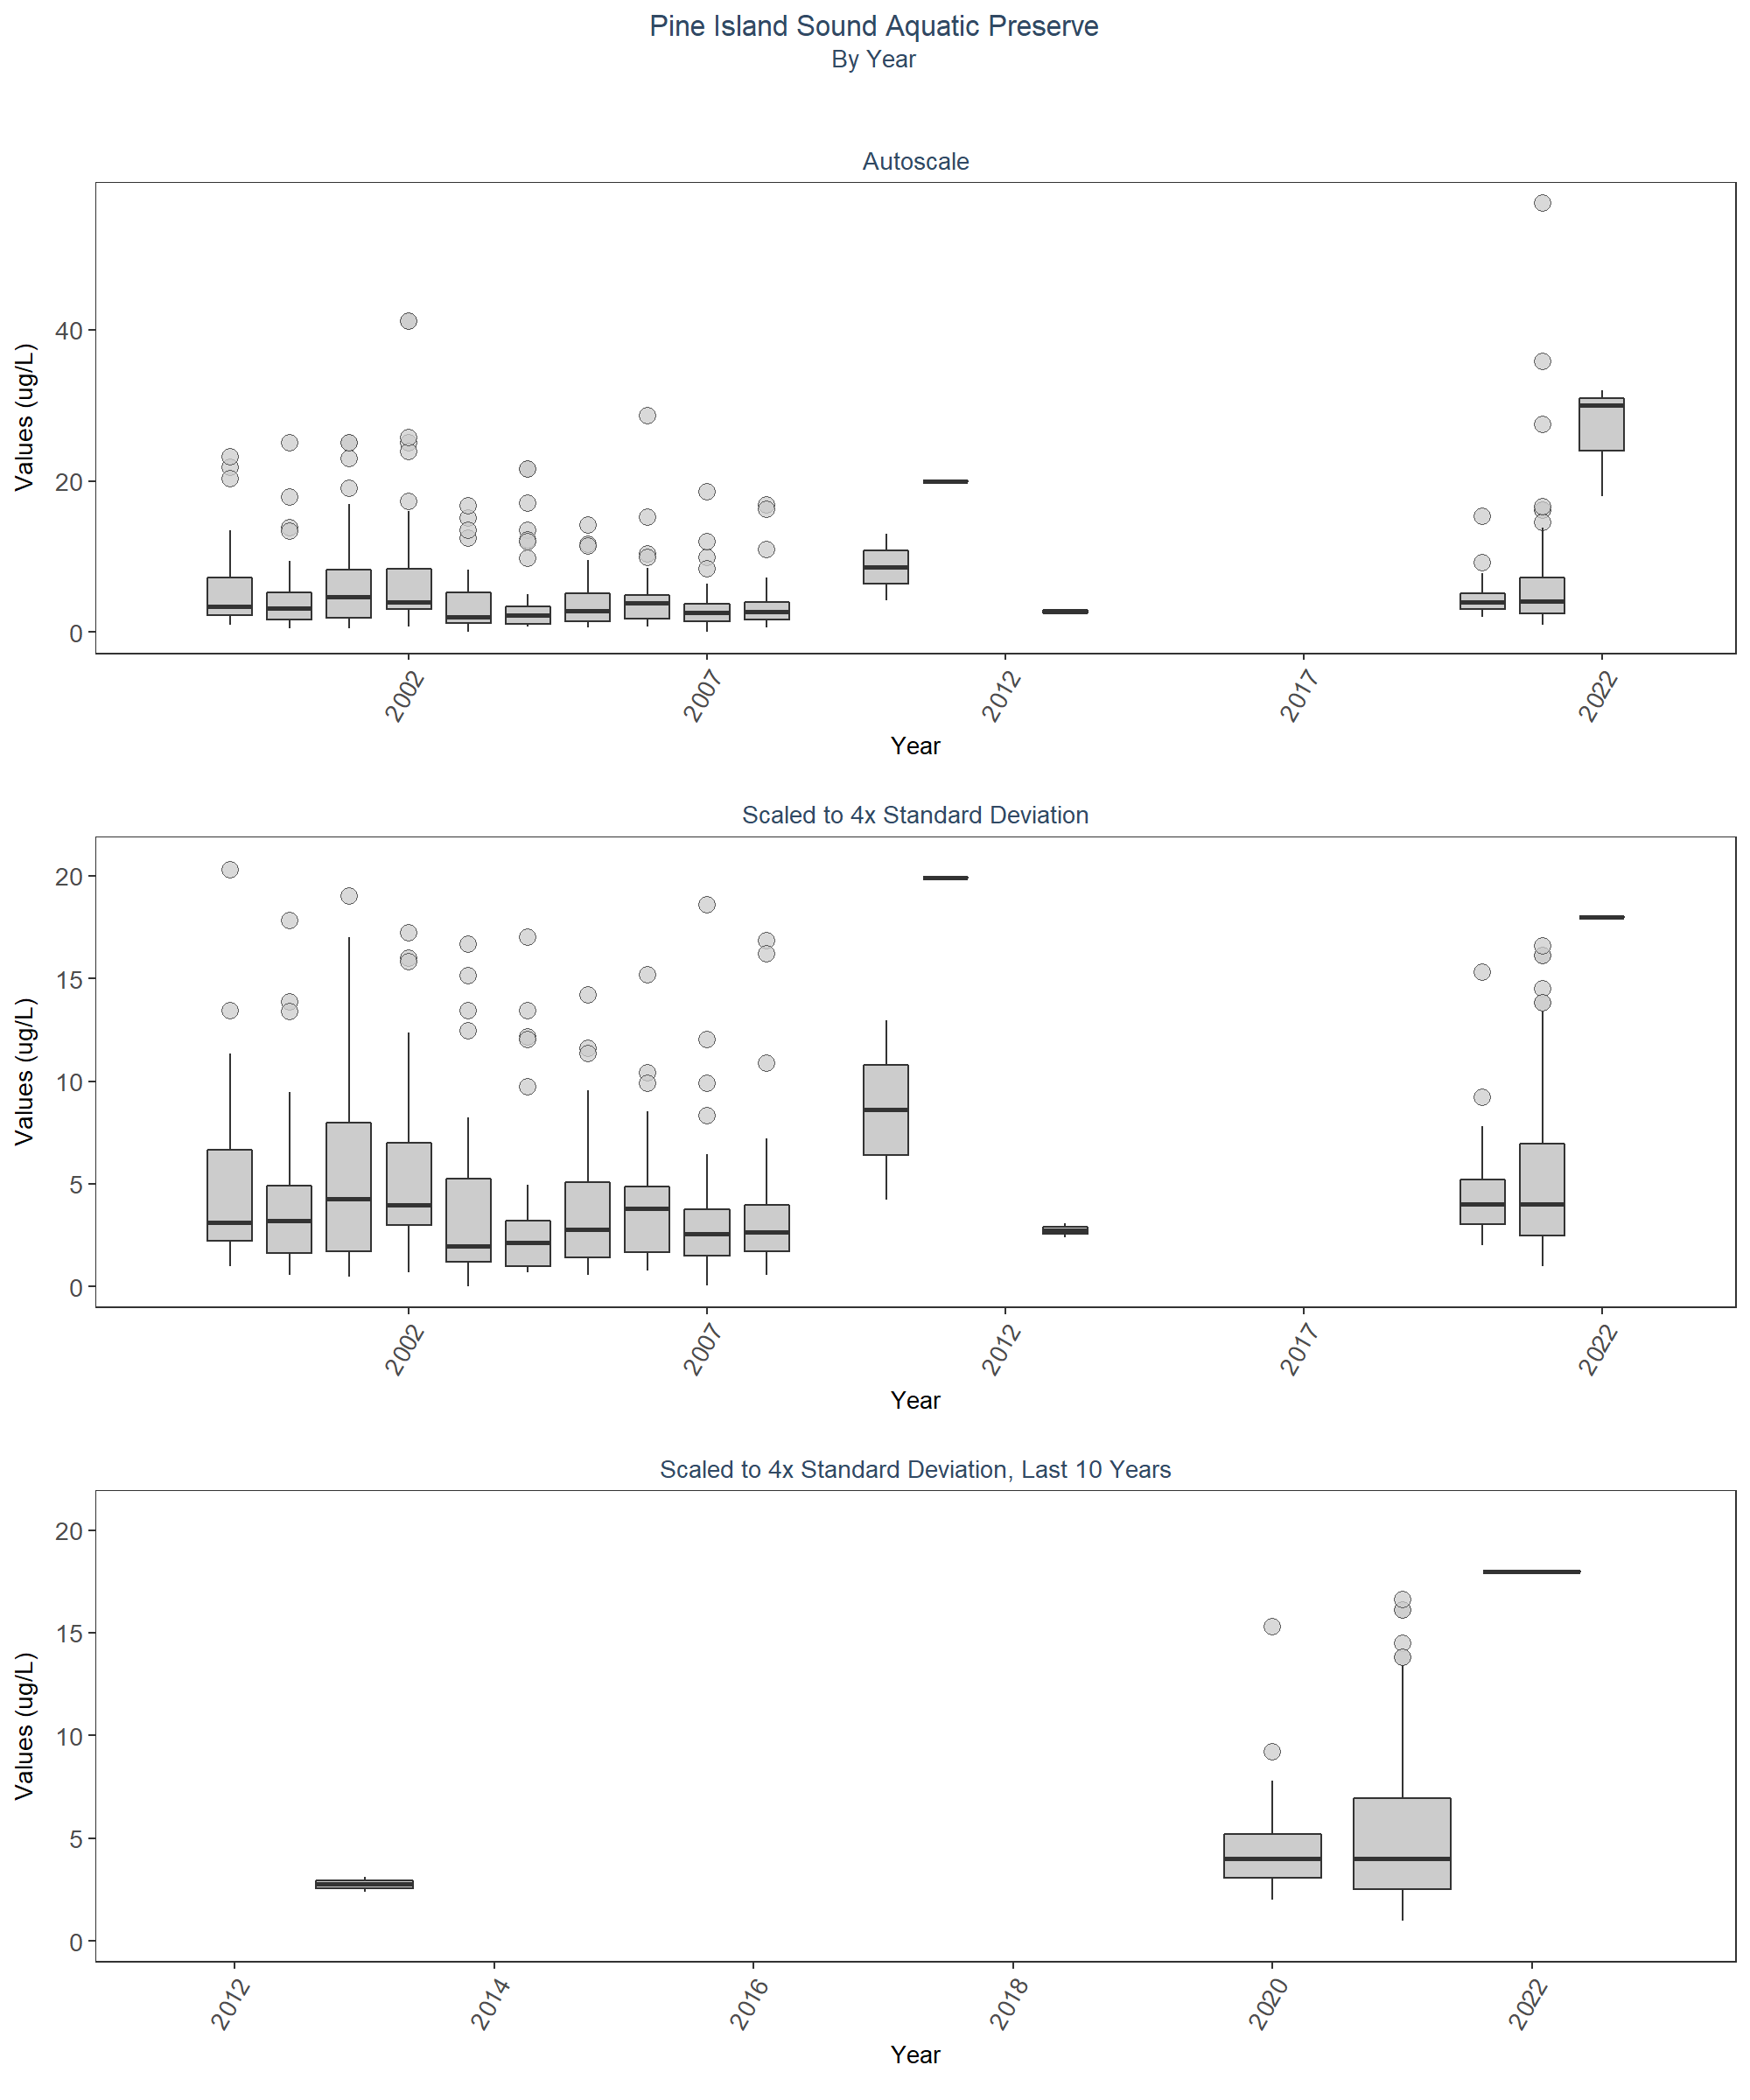 Pine Island Sound Aquatic Preserve
By Year
Autoscale
Values (ug/L)
40
20
0
2002 2007 2012 2017 2022
Year
Scaled to 4x Standard Deviation
Values (ug/L)
20
15
10
5
0
2002 2007 2012 2017 2022
Year
Scaled to 4x Standard Deviation, Last 10 Years
Values (ug/L)
20
15
10
5
0
2012 2014 2016 2018 2020 2022
Year